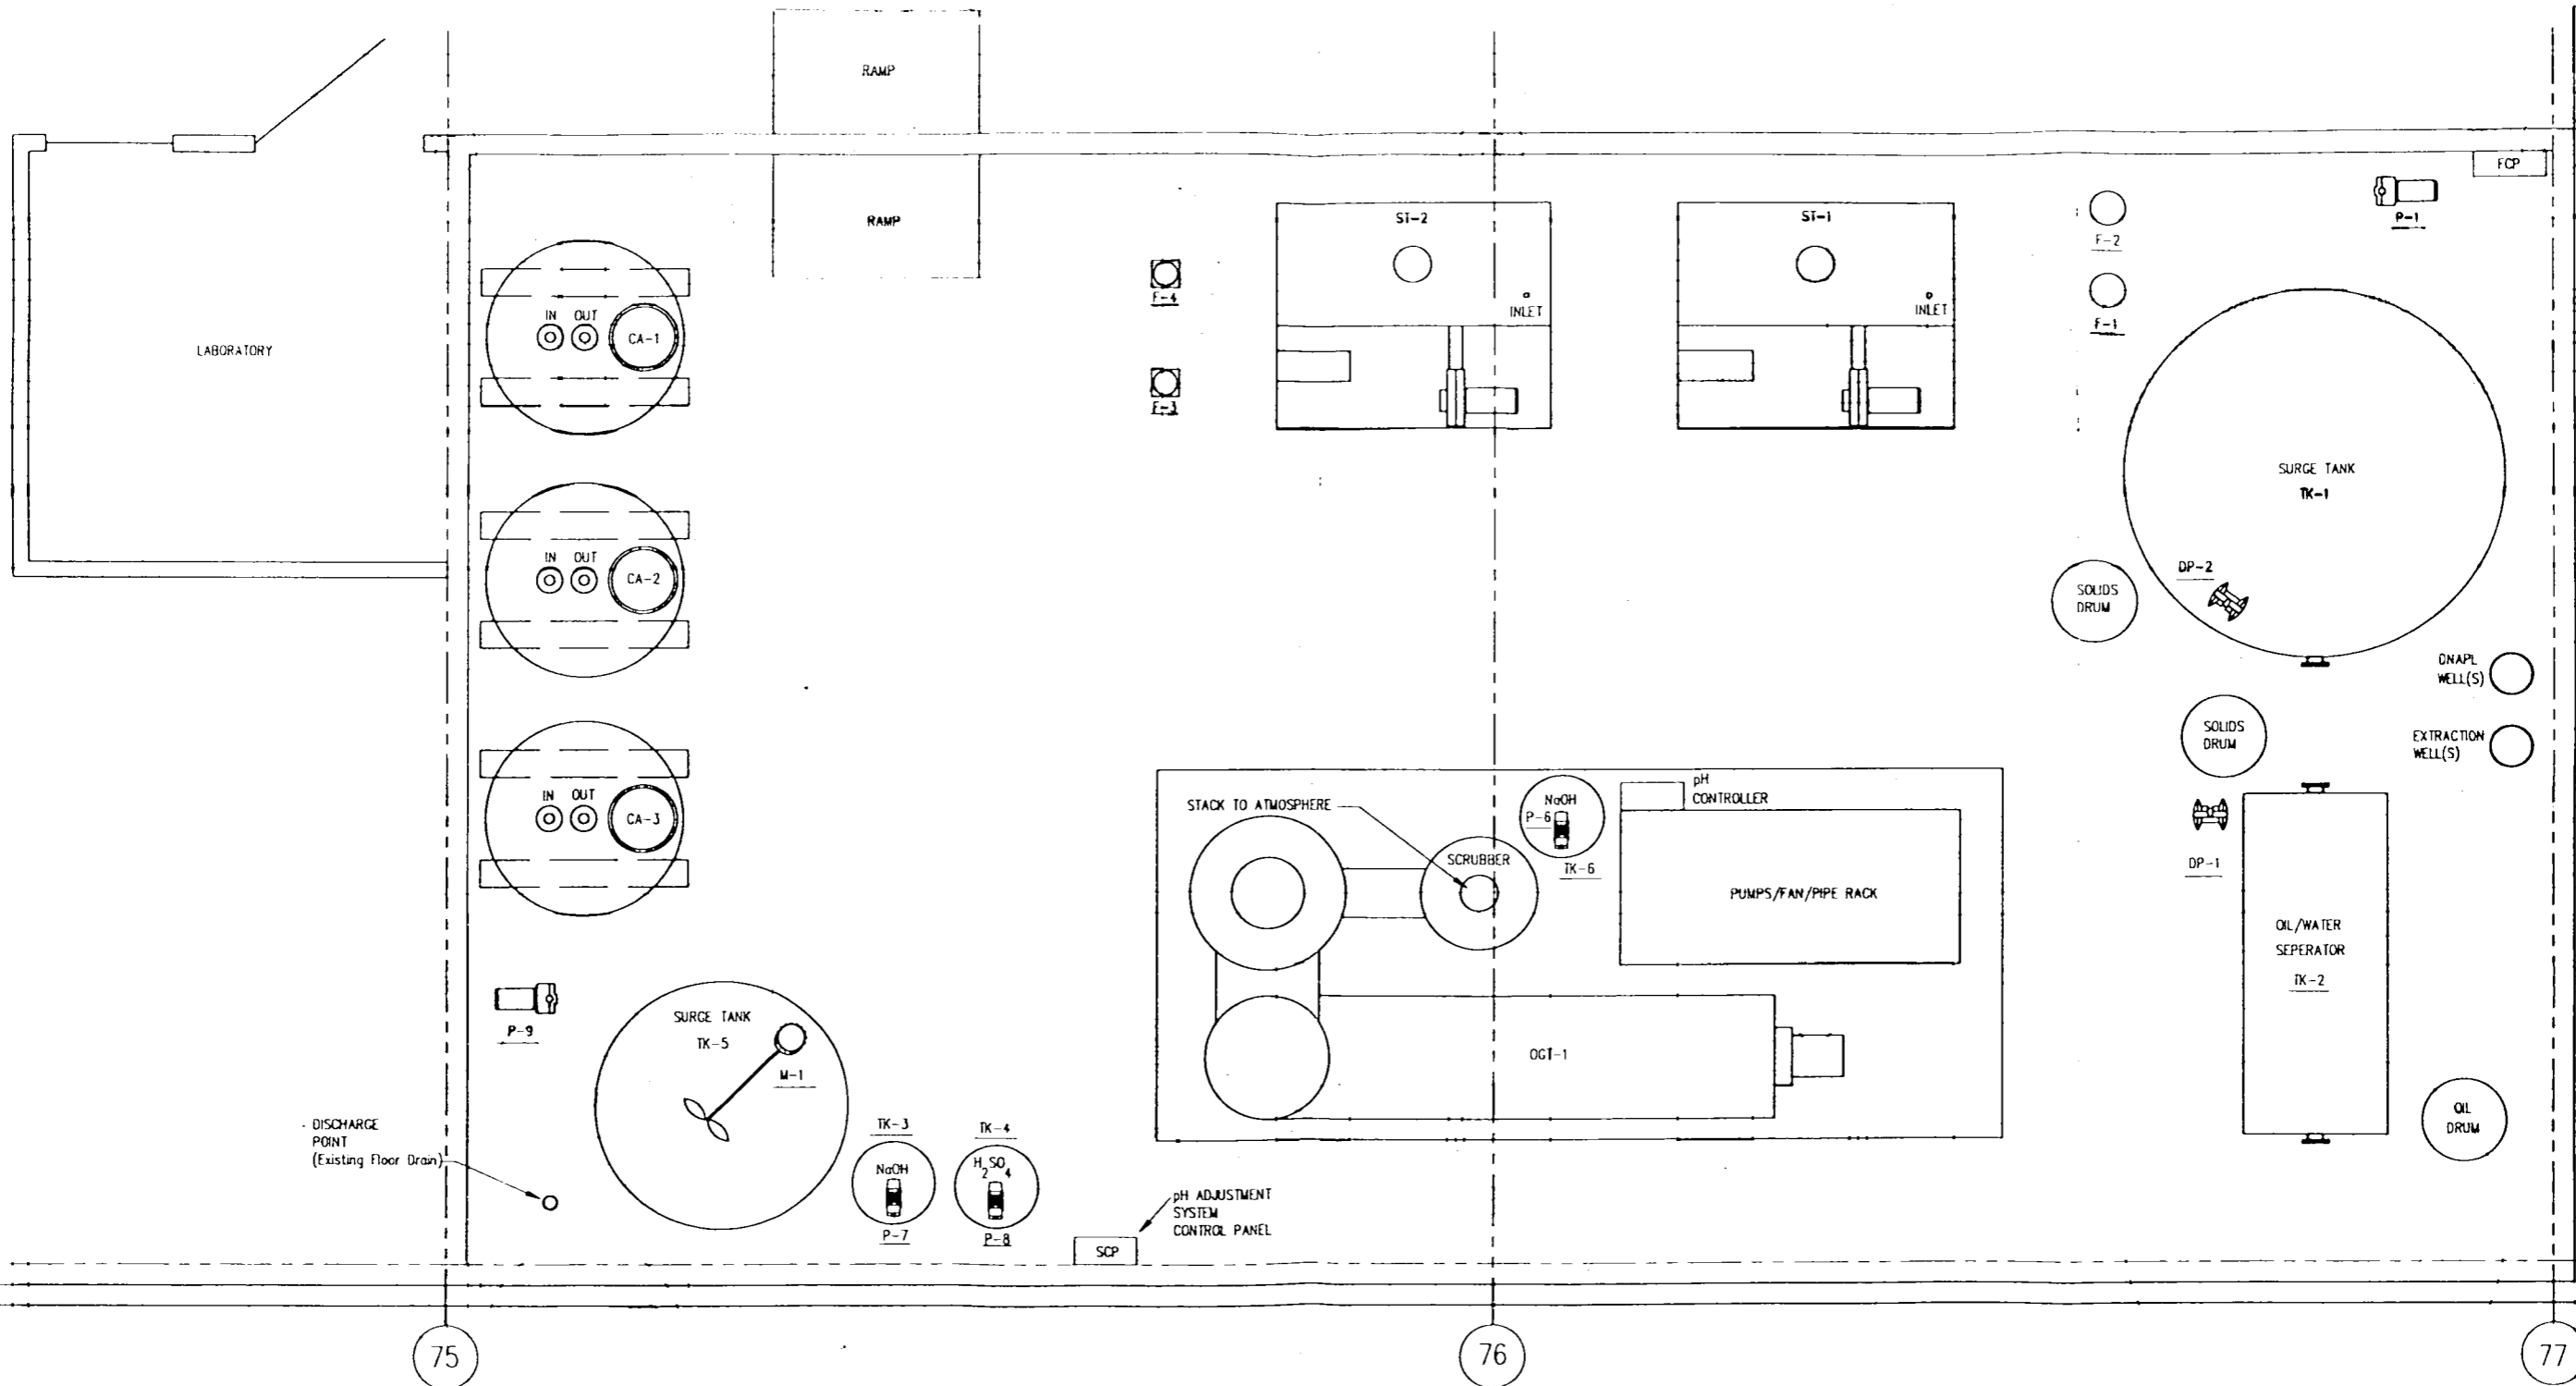 RAMP
RAMP
FCP
P-1
ST-2
INLET
ST-1
INLET
F-2
F-1
F-4
F-3
LABORATORY
IN OUT
CA-1
SURGE TANK
TK-1
DP-2
SOLIDS
DRUM
IN OUT
CA-2
DNAPL
WELL(S)
SOLIDS
DRUM
EXTRACTION
WELL(S)
IN OUT
CA-3
STACK TO ATMOSPHERE
NaOH
P-6
TK-6
pH
CONTROLLER
SCRUBBER
PUMPS/FAN/PIPE RACK
DP-1
OIL/WATER
SEPERATOR
TK-2
P-9
SURGE TANK
TK-5
M-1
OGT-1
OIL
DRUM
DISCHARGE
POINT
(Existing Floor Drain)
TK-3
NaOH
P-7
TK-4
H2SO4
P-8
pH ADJUSTMENT
SYSTEM
CONTROL PANEL
SCP
75
76
77